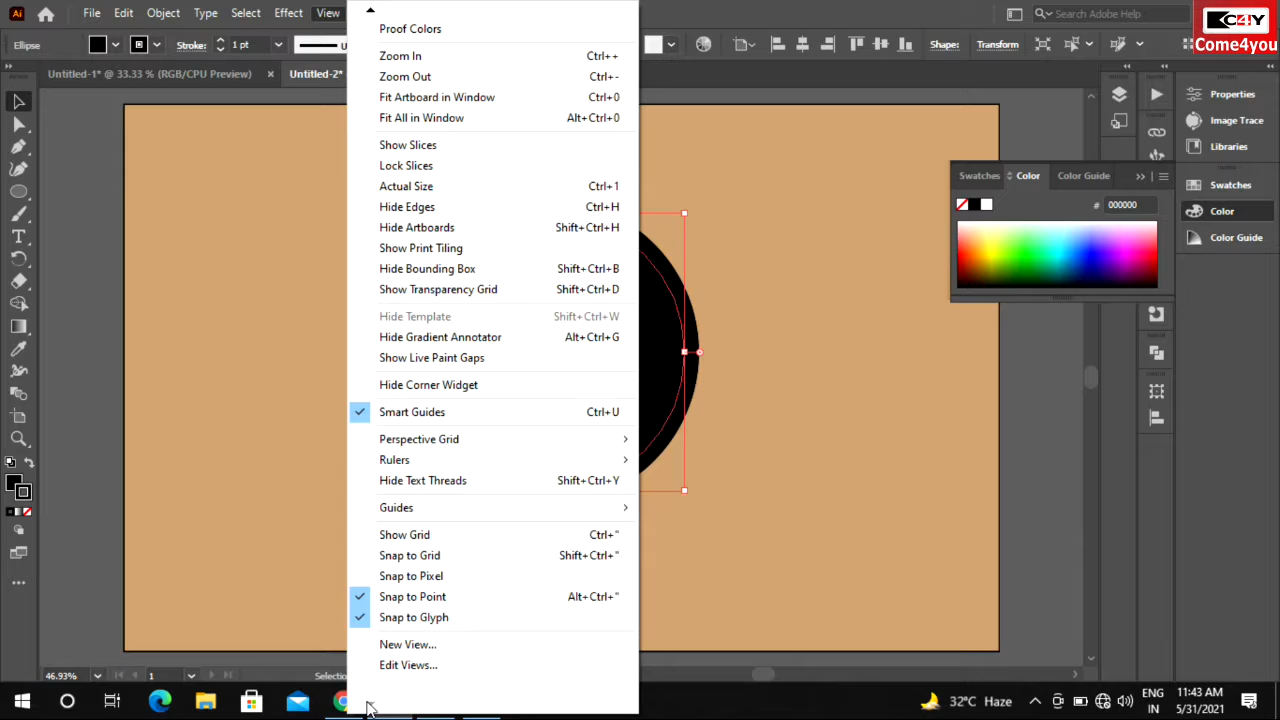 Ai File Edit Object Type Select Effect View Search Adobe Help
C4Y
Come4you
Ellipse Stroke: 1 pt Shape: Transform
Untitled-1* @ 33.33 % (RGB/CPU Preview) × Untitled-2*
Proof Colors
Zoom In Ctrl++
Zoom Out Ctrl+-
Fit Artboard in Window Ctrl+0
Fit All in Window Alt+Ctrl+0
Show Slices
Lock Slices
Actual Size Ctrl+1
Hide Edges Ctrl+H
Hide Artboards Shift+Ctrl+H
Show Print Tiling
Hide Bounding Box Shift+Ctrl+B
Show Transparency Grid Shift+Ctrl+D
Hide Template Shift+Ctrl+W
Hide Gradient Annotator Alt+Ctrl+G
Show Live Paint Gaps
Hide Corner Widget
Smart Guides Ctrl+U
Perspective Grid
Rulers
Hide Text Threads Shift+Ctrl+Y
Guides
Show Grid Ctrl+"
Snap to Grid Shift+Ctrl+"
Snap to Pixel
Snap to Point Alt+Ctrl+"
Snap to Glyph
New View...
Edit Views...
Properties
Image Trace
Libraries
Swatches
Color
Color Guide
Swatches Color Color Guide
# 000000
46.93% 1 Selection
32°C Haze
ENG
IN
11:43 AM
5/31/2021